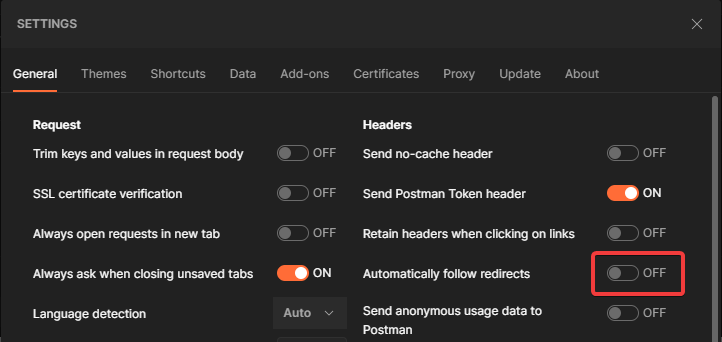 SETTINGS
General Themes Shortcuts Data Add-ons Certificates Proxy Update About
Request
Trim keys and values in request body OFF
SSL certificate verification OFF
Always open requests in new tab OFF
Always ask when closing unsaved tabs ON
Language detection Auto
Headers
Send no-cache header OFF
Send Postman Token header ON
Retain headers when clicking on links OFF
Automatically follow redirects OFF
Send anonymous usage data to OFF
Postman